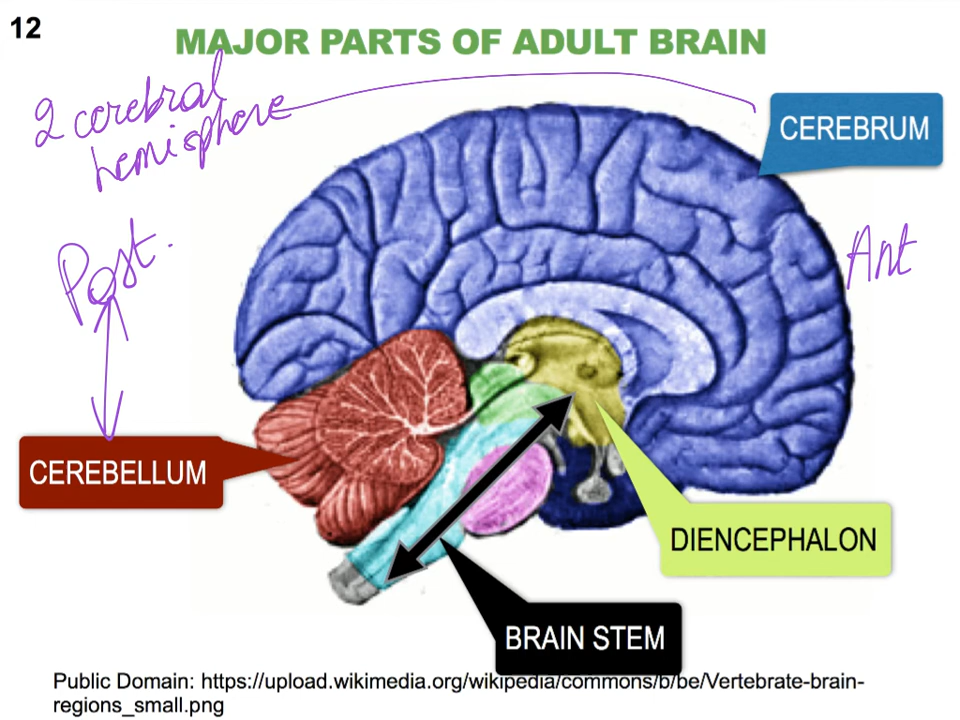 12
MAJOR PARTS OF ADULT BRAIN
2 cerebral
hemisphere
CEREBRUM
Post.
Ant
CEREBELLUM
DIENCEPHALON
BRAIN STEM
Public Domain: https://upload.wikimedia.org/wikipedia/commons/b/be/Vertebrate-brain-
regions_small.png